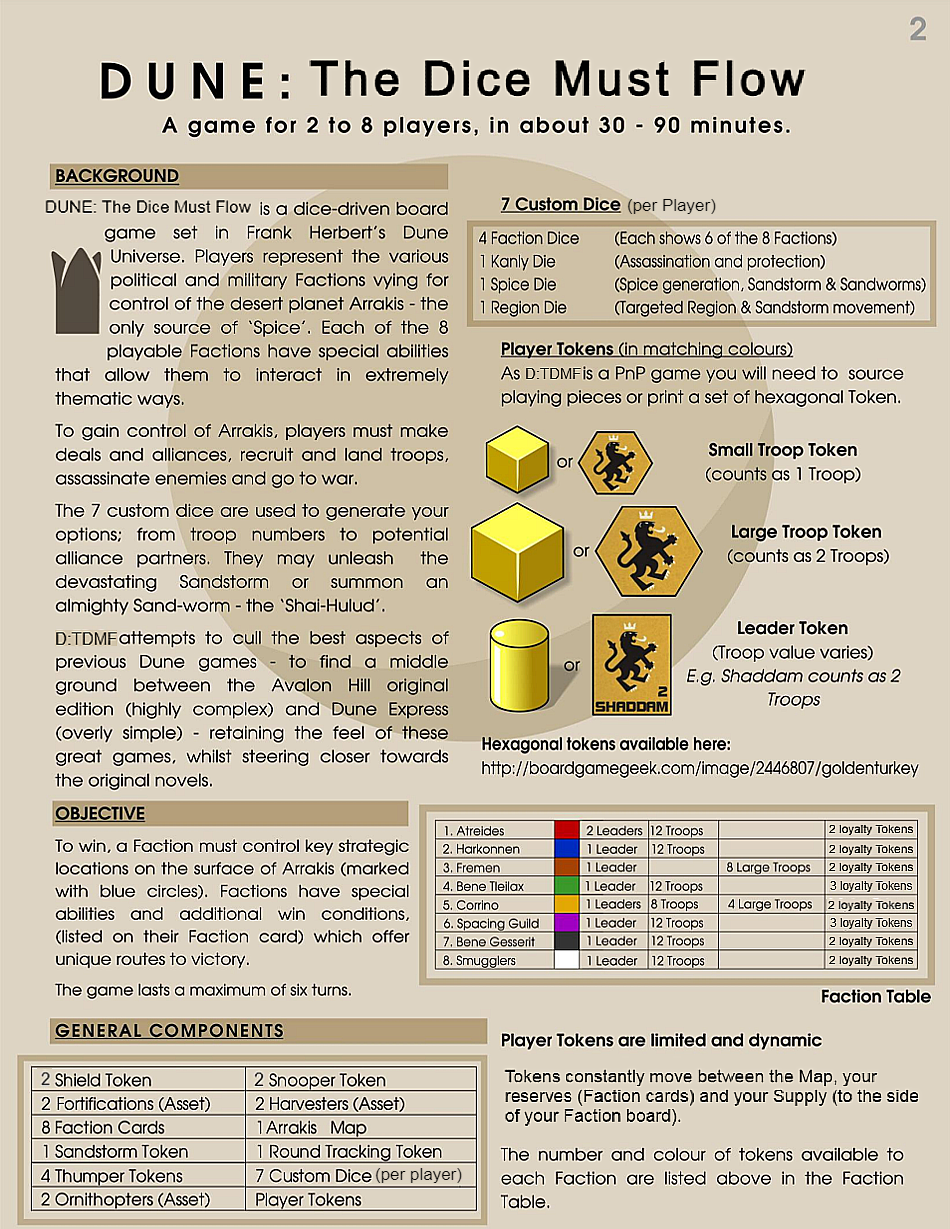 2
DUNE: The Dice Must Flow
A game for 2 to 8 players, in about 30 - 90 minutes.
BACKGROUND
DUNE: The Dice Must Flow is a dice-driven board
game set in Frank Herbert's Dune
Universe. Players represent the various
political and military Factions vying for
control of the desert planet Arrakis - the
only source of 'Spice'. Each of the 8
playable Factions have special abilities
that allow them to interact in extremely
thematic ways.
To gain control of Arrakis, players must make
deals and alliances, recruit and land troops,
assassinate enemies and go to war.
The 7 custom dice are used to generate your
options; from troop numbers to potential
alliance partners. They may unleash the
devastating Sandstorm or summon an
almighty Sand-worm - the 'Shai-Hulud'.
D:TDMF attempts to cull the best aspects of
previous Dune games - to find a middle
ground between the Avalon Hill original
edition (highly complex) and Dune Express
(overly simple) - retaining the feel of these
great games, whilst steering closer towards
the original novels.
OBJECTIVE
To win, a Faction must control key strategic
locations on the surface of Arrakis (marked
with blue circles). Factions have special
abilities and additional win conditions,
(listed on their Faction card) which offer
unique routes to victory.
The game lasts a maximum of six turns.
GENERAL COMPONENTS
2 Shield Token 2 Snooper Token
2 Fortifications (Asset) 2 Harvesters (Asset)
8 Faction Cards 1 Arrakis Map
1 Sandstorm Token 1 Round Tracking Token
4 Thumper Tokens 7 Custom Dice (per player)
2 Ornithopters (Asset) Player Tokens
7 Custom Dice (per Player)
4 Faction Dice (Each shows 6 of the 8 Factions)
1 Kanly Die (Assassination and protection)
1 Spice Die (Spice generation, Sandstorm & Sandworms)
1 Region Die (Targeted Region & Sandstorm movement)
Player Tokens (in matching colours)
As D:TDMF is a PnP game you will need to source
playing pieces or print a set of hexagonal Token.
or
Small Troop Token
(counts as 1 Troop)
or
Large Troop Token
(counts as 2 Troops)
or
2
SHADDAM
Leader Token
(Troop value varies)
E.g. Shaddam counts as 2
Troops
Hexagonal tokens available here:
http://boardgamegeek.com/image/2446807/goldenturkey
1. Atreides 2 Leaders 12 Troops 2 loyalty Tokens
2. Harkonnen 1 Leader 12 Troops 2 loyalty Tokens
3. Fremen 1 Leader 8 Large Troops 2 loyalty Tokens
4. Bene Tleilax 1 Leader 12 Troops 3 loyalty Tokens
5. Corrino 1 Leaders 8 Troops 4 Large Troops 2 loyalty Tokens
6. Spacing Guild 1 Leader 12 Troops 3 loyalty Tokens
7. Bene Gesserit 1 Leader 12 Troops 2 loyalty Tokens
8. Smugglers 1 Leader 12 Troops 2 loyalty Tokens
Faction Table
Player Tokens are limited and dynamic
Tokens constantly move between the Map, your
reserves (Faction cards) and your Supply (to the side
of your Faction board).
The number and colour of tokens available to
each Faction are listed above in the Faction
Table.